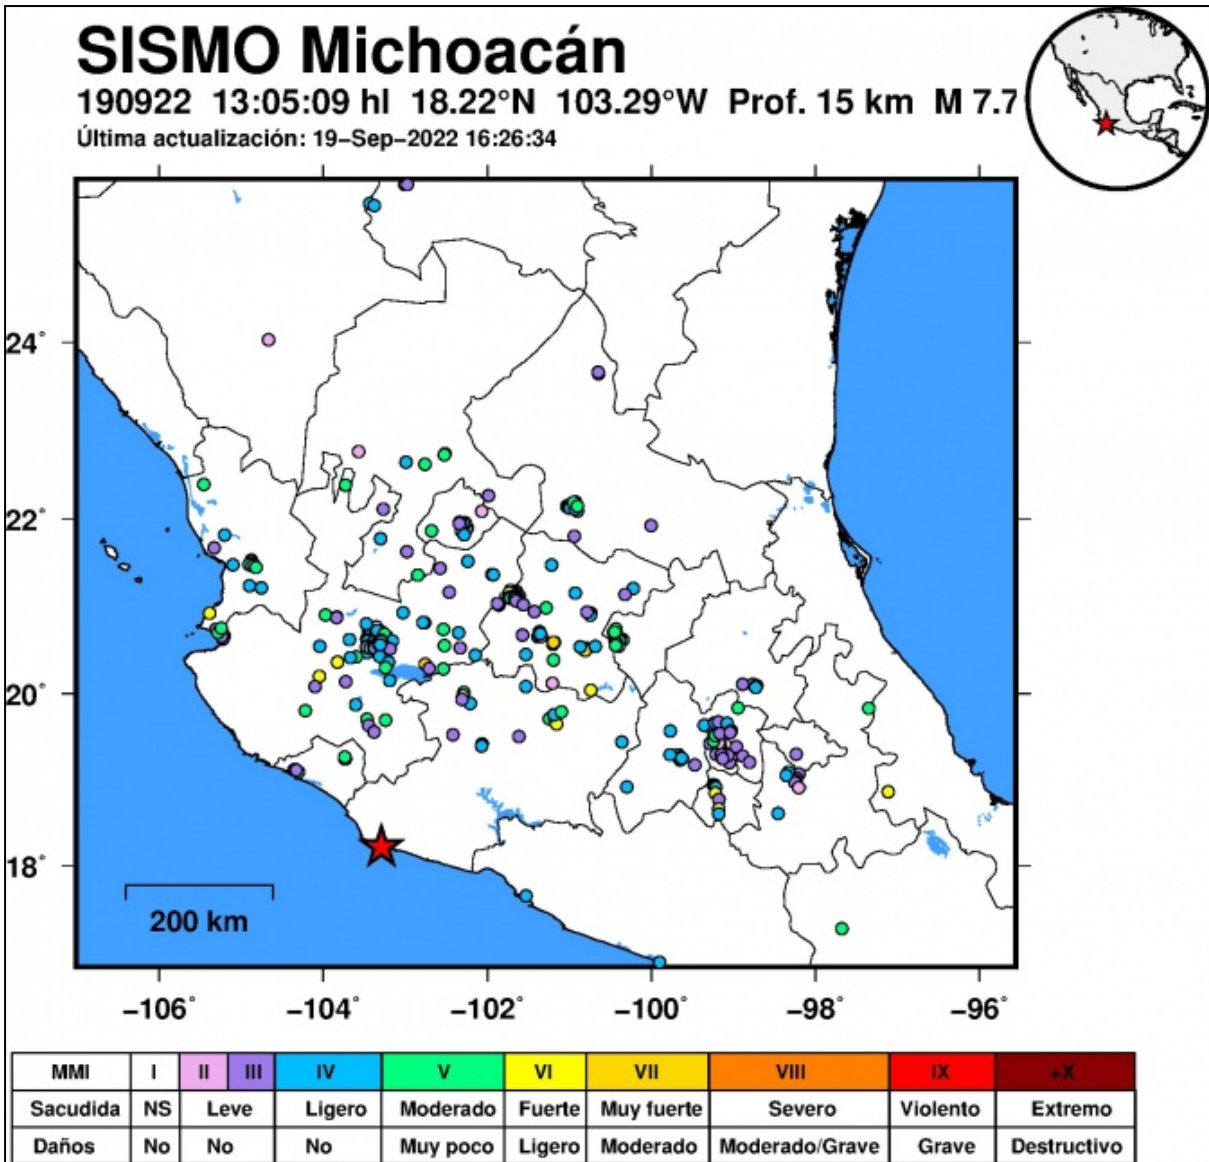 SISMO Michoacán
190922 13:05:09 hl 18.22°N 103.29°W Prof. 15 km M 7.7
Última actualización: 19–Sep–2022 16:26:34
24°
22°
20°
18°
200 km
−106° −104° −102° −100° −98° −96°
MMI I II III IV V VI VII VIII IX +X
Sacudida NS Leve Ligero Moderado Fuerte Muy fuerte Severo Violento Extremo
Daños No No No Muy poco Ligero Moderado Moderado/Grave Grave Destructivo